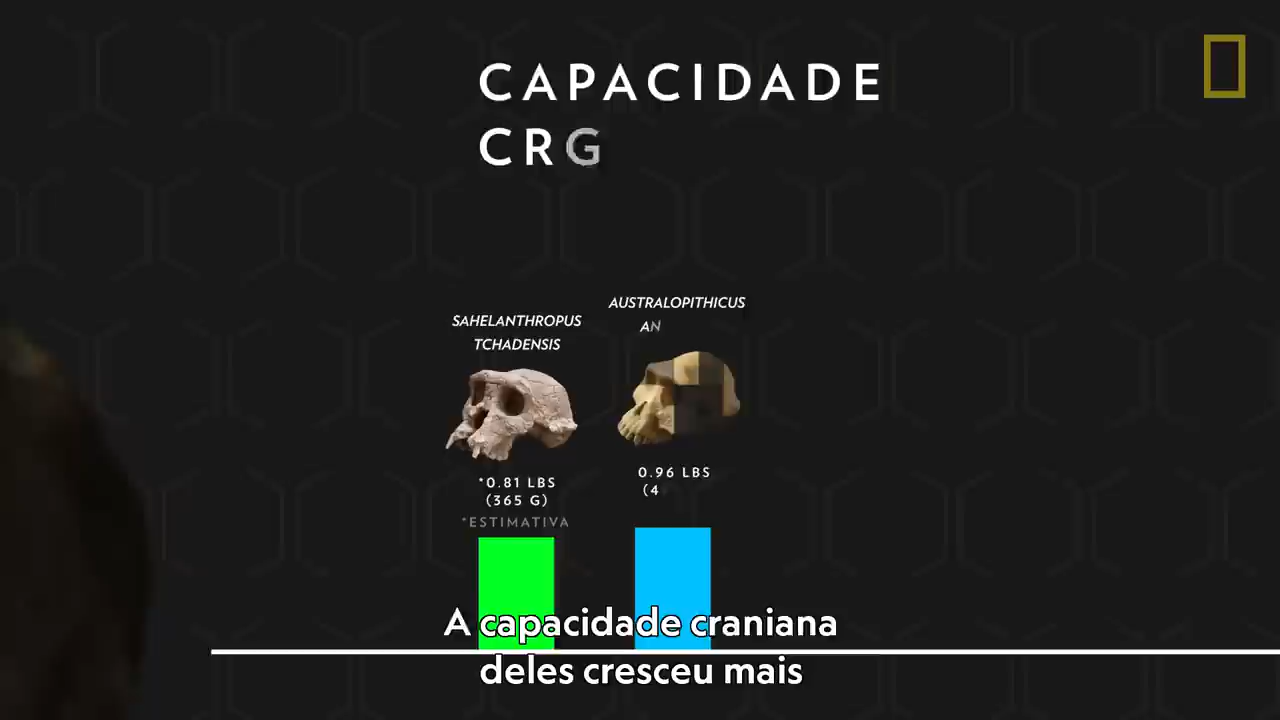 CAPACIDADE
CRG
AUSTRALOPITHICUS
AN
SAHELANTHROPUS
TCHADENSIS
0.96 LBS
(4
*0.81 LBS
(365 G)
*ESTIMATIVA
A capacidade craniana
deles cresceu mais